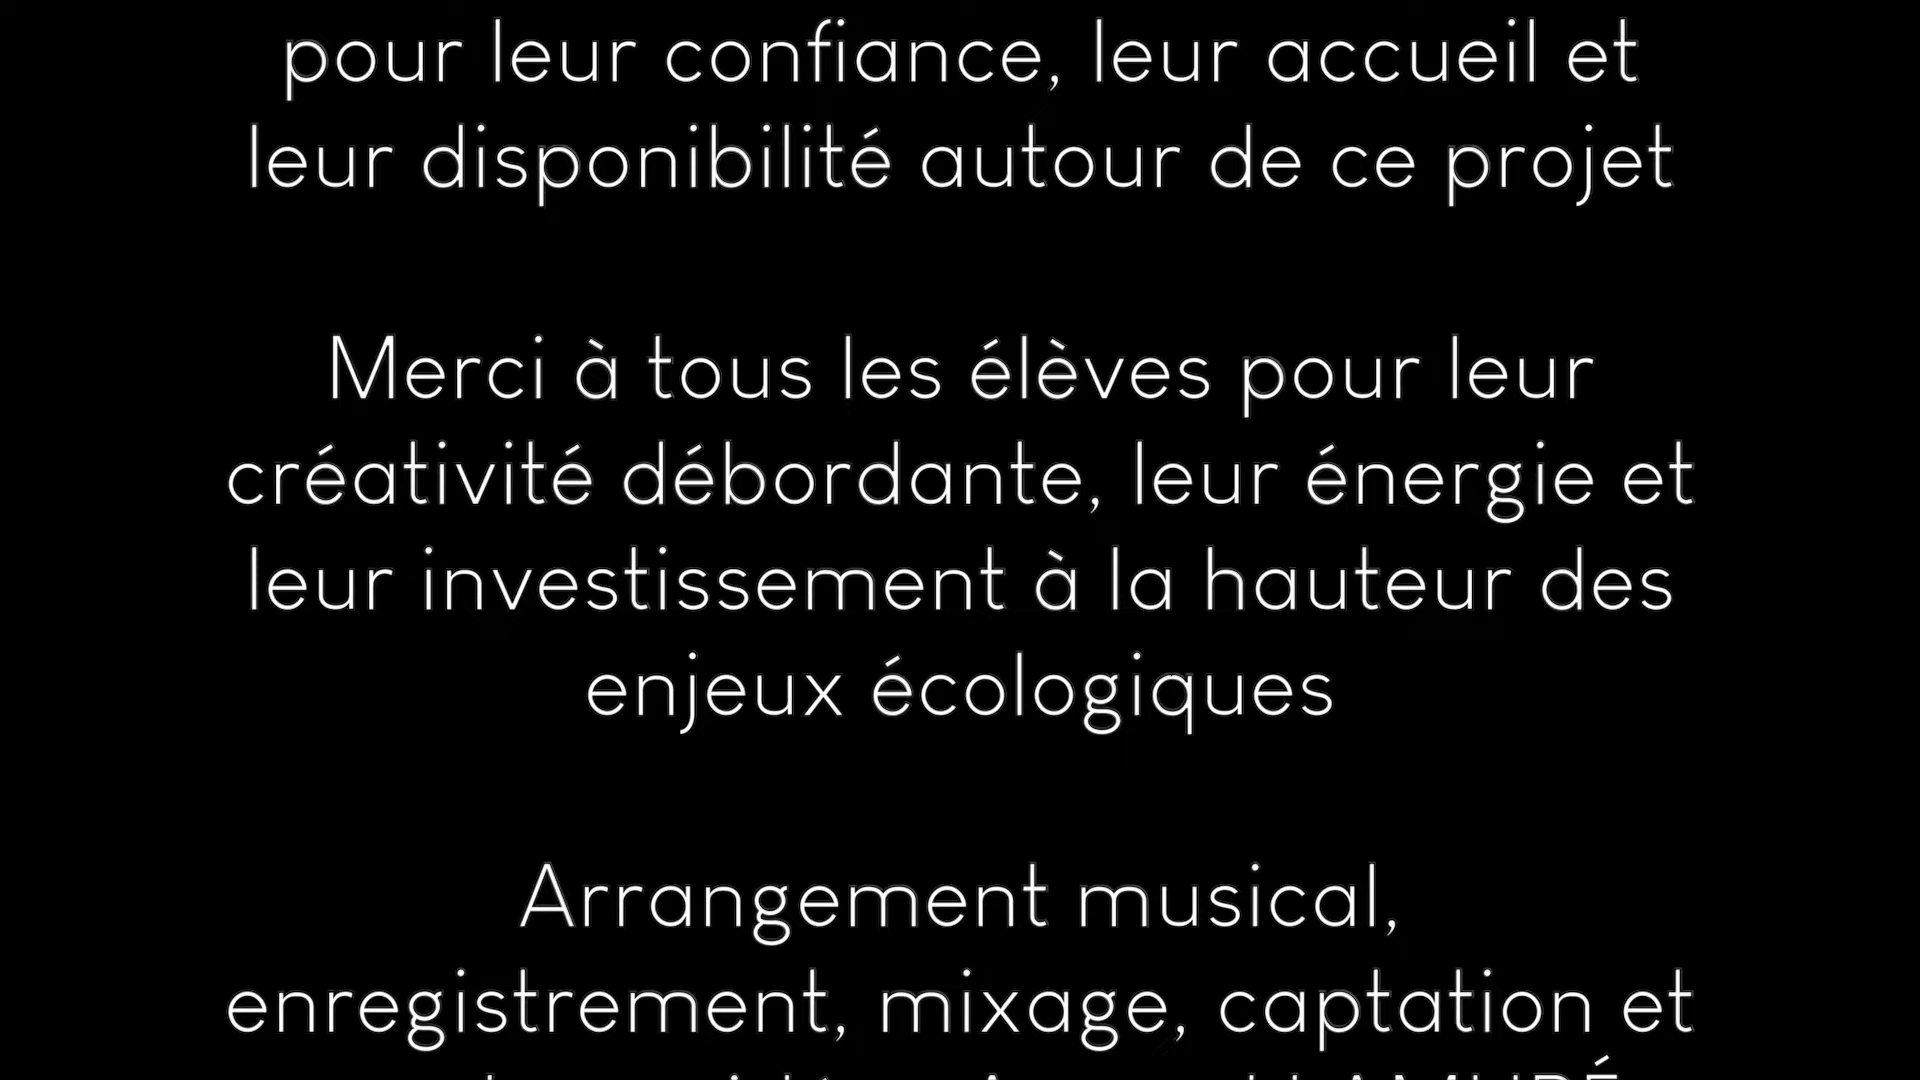 pour leur confiance, leur accueil et
leur disponibilité autour de ce projet
Merci à tous les élèves pour leur
créativité débordante, leur énergie et
leur investissement à la hauteur des
enjeux écologiques
Arrangement musical,
enregistrement, mixage, captation et